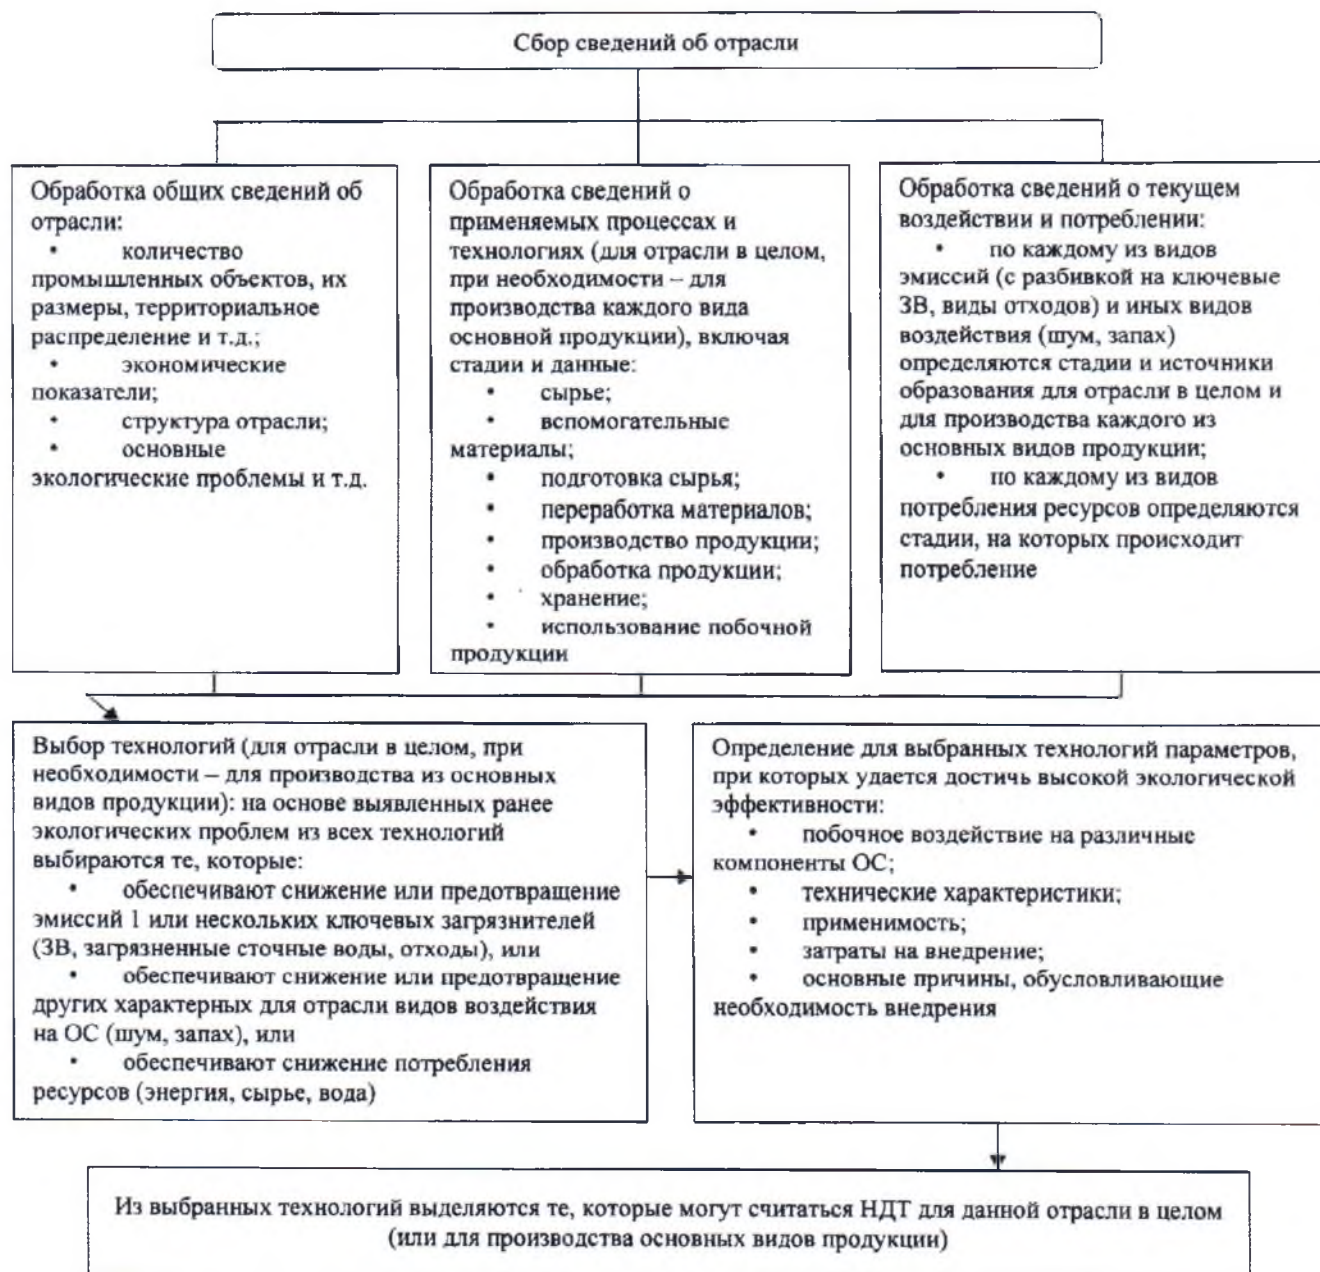 Сбор сведений об отрасли
Обработка общих сведений об
отрасли:
• количество
промышленных объектов, их
размеры, территориальное
распределение и т.д.;
• экономические
показатели;
• структура отрасли;
• основные
экологические проблемы и т.д.
Обработка сведений о
применяемых процессах и
технологиях (для отрасли в целом,
при необходимости – для
производства каждого вида
основной продукции), включая
стадии и данные:
• сырье;
• вспомогательные
материалы;
• подготовка сырья;
• переработка материалов;
• производство продукции;
• обработка продукции;
• хранение;
• использование побочной
продукции
Обработка сведений о текущем
воздействии и потреблении:
• по каждому из видов
эмиссий (с разбивкой на ключевые
ЗВ, виды отходов) и иных видов
воздействия (шум, запах)
определяются стадии и источники
образования для отрасли в целом и
для производства каждого из
основных видов продукции;
• по каждому из видов
потребления ресурсов определяются
стадии, на которых происходит
потребление
Выбор технологий (для отрасли в целом, при
необходимости – для производства из основных
видов продукции): на основе выявленных ранее
экологических проблем из всех технологий
выбираются те, которые:
• обеспечивают снижение или предотвращение
эмиссий 1 или нескольких ключевых загрязнителей
(ЗВ, загрязненные сточные воды, отходы), или
• обеспечивают снижение или предотвращение
других характерных для отрасли видов воздействия
на ОС (шум, запах), или
• обеспечивают снижение потребления
ресурсов (энергия, сырье, вода)
Определение для выбранных технологий параметров,
при которых удается достичь высокой экологической
эффективности:
• побочное воздействие на различные
компоненты ОС;
• технические характеристики;
• применимость;
• затраты на внедрение;
• основные причины, обусловливающие
необходимость внедрения
Из выбранных технологий выделяются те, которые могут считаться НДТ для данной отрасли в целом
(или для производства основных видов продукции)